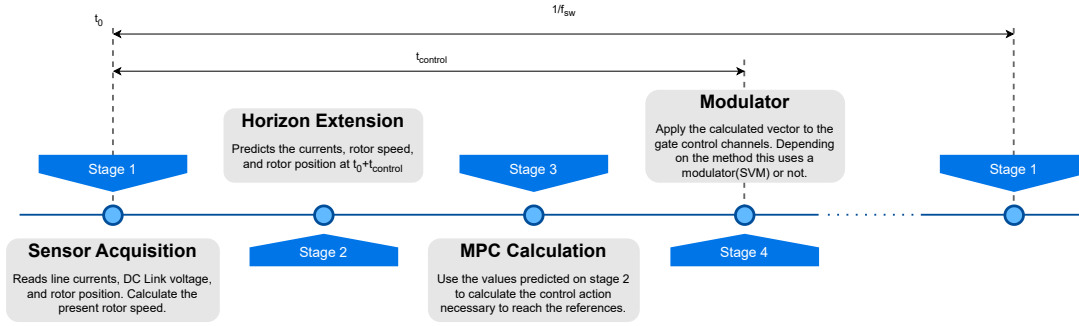 t0
1/fsw
tcontrol
Horizon Extension
Predicts the currents, rotor speed,
and rotor position at t0+tcontrol
Modulator
Apply the calculated vector to the
gate control channels. Depending
on the method this uses a
modulator(SVM) or not.
Stage 1
Stage 3
Stage 1
Sensor Acquisition
Reads line currents, DC Link voltage,
and rotor position. Calculate the
present rotor speed.
Stage 2
MPC Calculation
Use the values predicted on stage 2
to calculate the control action
necessary to reach the references.
Stage 4